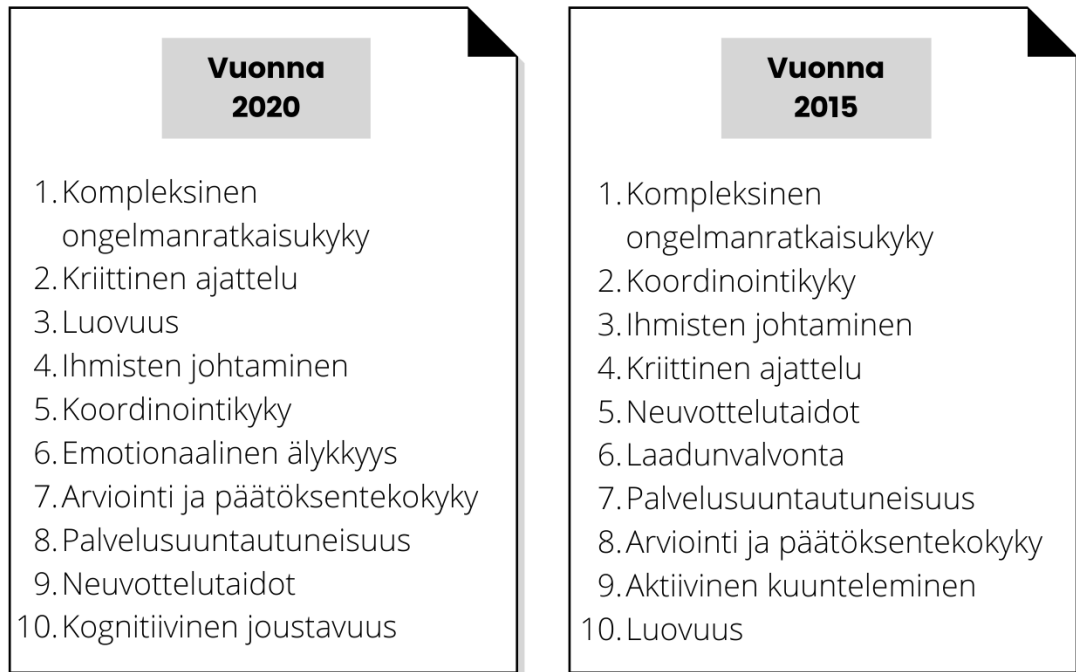 Vuonna
2020
1. Kompleksinen
ongelmanratkaisukyky
2. Kriittinen ajattelu
3. Luovuus
4. Ihmisten johtaminen
5. Koordinointikyky
6. Emotionaalinen älykkyys
7. Arviointi ja päätöksentekokyky
8. Palvelusuuntautuneisuus
9. Neuvottelutaidot
10. Kognitiivinen joustavuus
Vuonna
2015
1. Kompleksinen
ongelmanratkaisukyky
2. Koordinointikyky
3. Ihmisten johtaminen
4. Kriittinen ajattelu
5. Neuvottelutaidot
6. Laadunvalvonta
7. Palvelusuuntautuneisuus
8. Arviointi ja päätöksentekokyky
9. Aktiivinen kuunteleminen
10. Luovuus